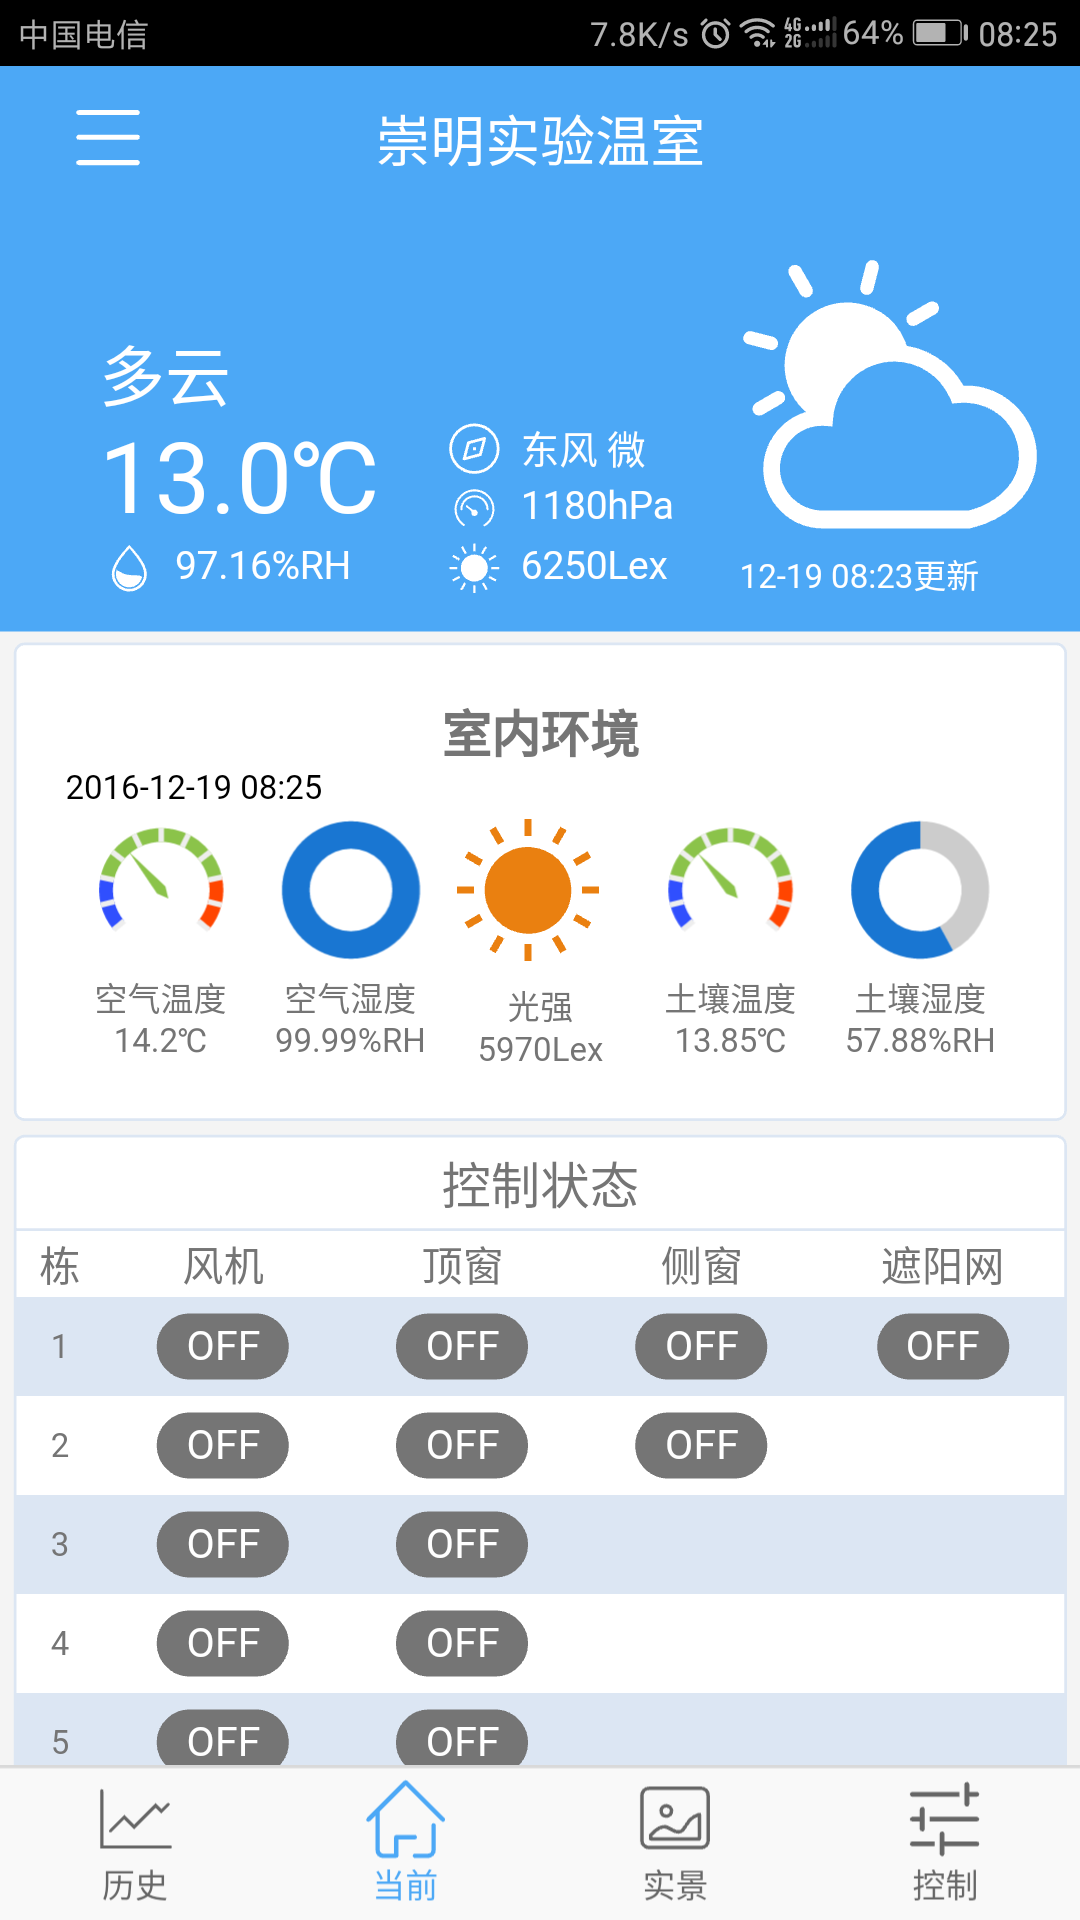 中国电信 7.8K/s 4G 2G 64% 08:25
崇明实验温室
多云
13.0℃
97.16%RH
东风 微
1180hPa
6250Lex
12-19 08:23更新
室内环境
2016-12-19 08:25
空气温度 空气湿度 光强 土壤温度 土壤湿度
14.2℃ 99.99%RH 5970Lex 13.85℃ 57.88%RH
控制状态
栋 风机 顶窗 侧窗 遮阳网
1 OFF OFF OFF OFF
2 OFF OFF OFF
3 OFF OFF
4 OFF OFF
5 OFF OFF
历史 当前 实景 控制